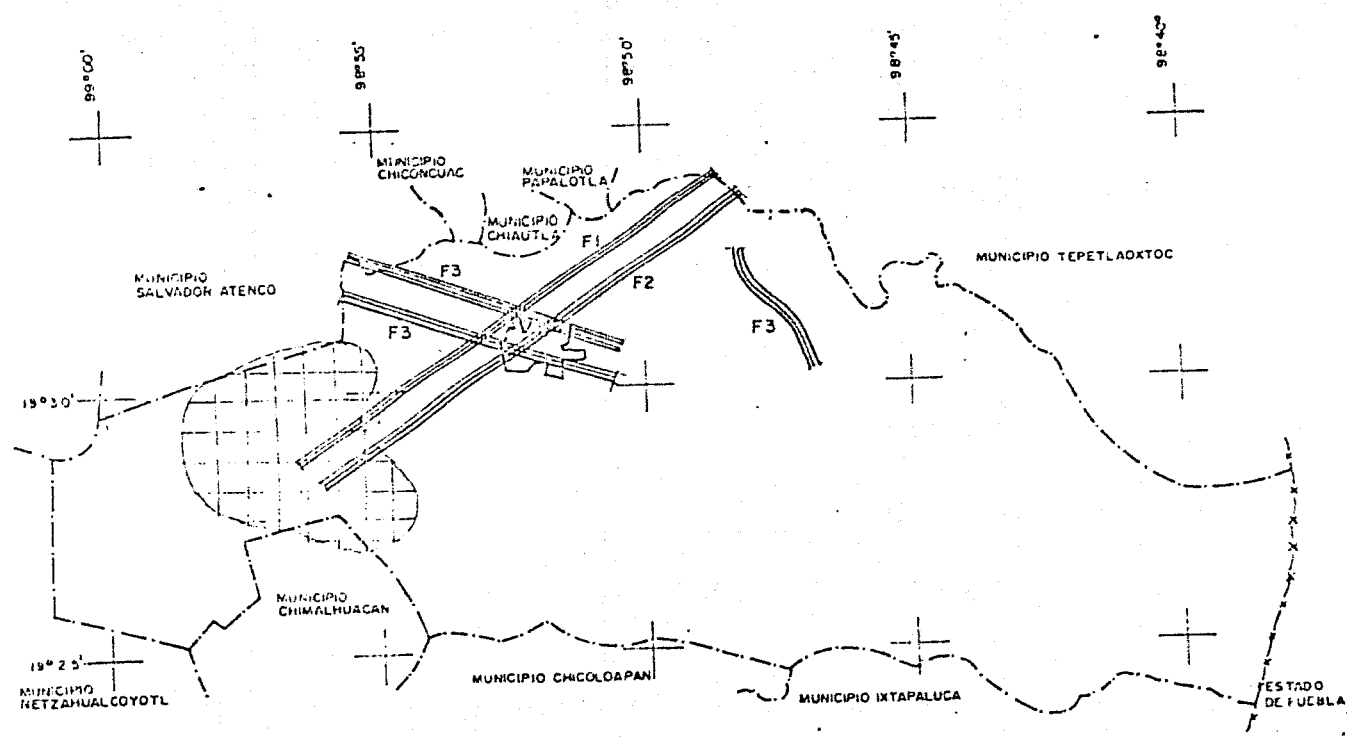 99°00'
98°55'
98°50'
98°45'
98°40°
MUNICIPIO
CHICONCUAC
MUNICIPIO
PAPALOTLA
MUNICIPIO
CHIAUTLA
F1
MUNICIPIO TEPETLAOXTOC
MUNICIPIO
SALVADOR ATENCO
F3
F2
F3
F3
19°30'
MUNICIPIO
CHIMALHUACAN
19°25'
MUNICIPIO
NETZAHUALCOYOTL
MUNICIPIO CHICOLOAPAN
MUNICIPIO IXTAPALUCA
ESTADO
DE PUEBLA